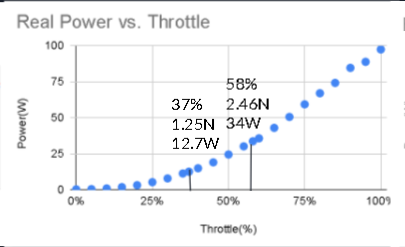 Real Power vs. Throttle
100
75
50
25
0
Power(W)
58%
2.46N
34W
37%
1.25N
12.7W
0% 25% 50% 75% 100%
Throttle(%)